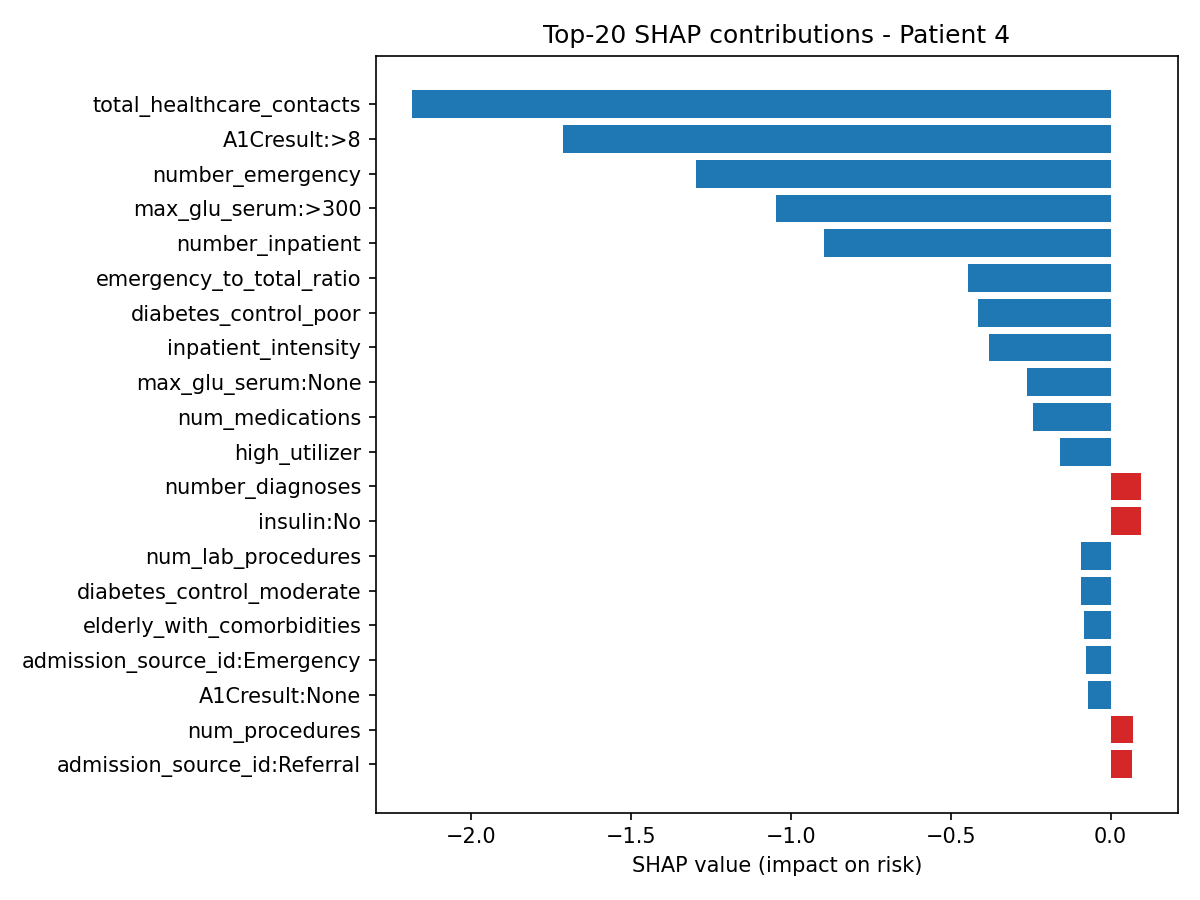 Top-20 SHAP contributions - Patient 4
total_healthcare_contacts
A1Cresult:>8
number_emergency
max_glu_serum:>300
number_inpatient
emergency_to_total_ratio
diabetes_control_poor
inpatient_intensity
max_glu_serum:None
num_medications
high_utilizer
number_diagnoses
insulin:No
num_lab_procedures
diabetes_control_moderate
elderly_with_comorbidities
admission_source_id:Emergency
A1Cresult:None
num_procedures
admission_source_id:Referral
−2.0 −1.5 −1.0 −0.5 0.0
SHAP value (impact on risk)